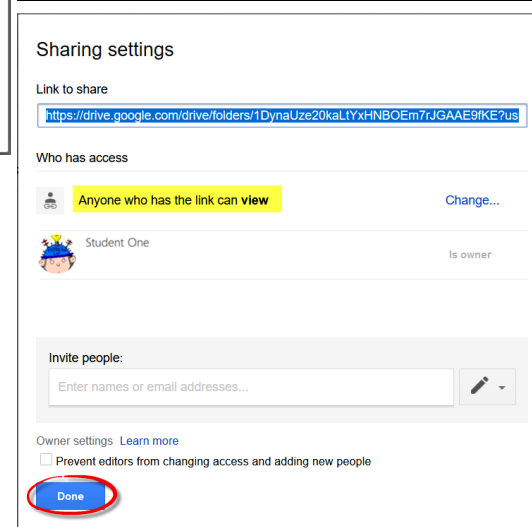 Sharing settings
Link to share
https://drive.google.com/drive/folders/1DynaUze20kaLtYxHNBOEm7rJGAAE9fKE?us
Who has access
Anyone who has the link can view
Change...
Student One
Is owner
Invite people:
Enter names or email addresses...
Owner settings Learn more
Prevent editors from changing access and adding new people
Done